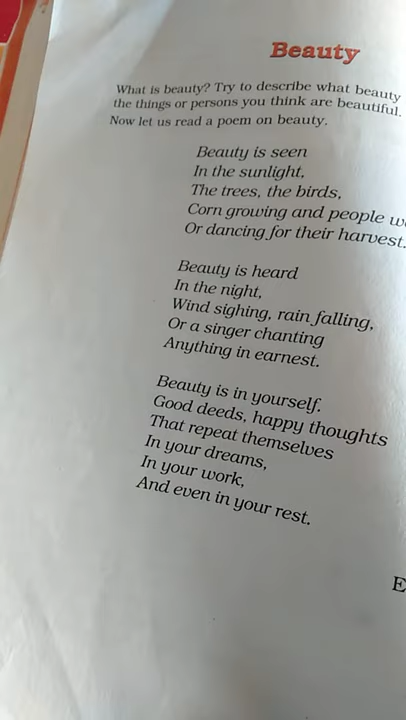 Beauty
What is beauty? Try to describe what beauty
the things or persons you think are beautiful.
Now let us read a poem on beauty.
Beauty is seen
In the sunlight,
The trees, the birds,
Corn growing and people
Or dancing for their harvest.
Beauty is heard
In the night,
Wind sighing, rain falling,
Or a singer chanting
Anything in earnest.
Beauty is in yourself.
Good deeds, happy thoughts
That repeat themselves
In your dreams,
In your work,
And even in your rest.